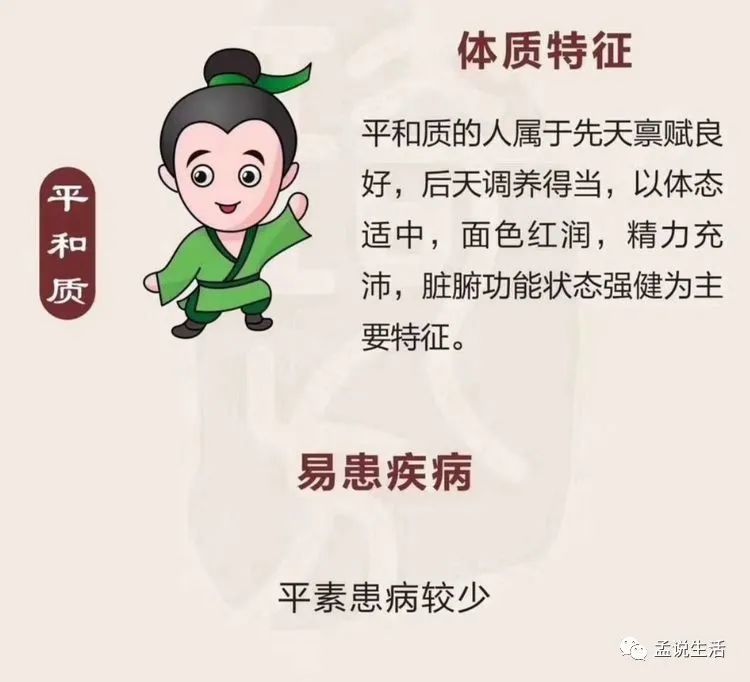 体质特征
平和质
平和质的人属于先天禀赋良
好，后天调养得当，以体态
适中，面色红润，精力充
沛，脏腑功能状态强健为主
要特征。
易患疾病
平素患病较少
孟说生活